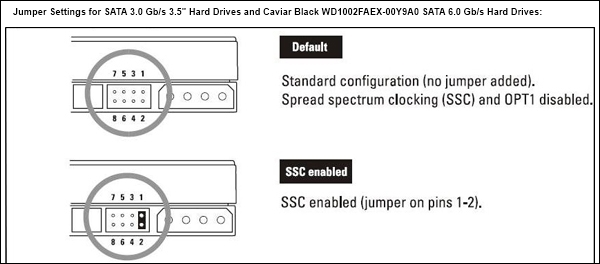 Jumper Settings for SATA 3.0 Gb/s 3.5" Hard Drives and Caviar Black WD1002FAEX-00Y9A0 SATA 6.0 Gb/s Hard Drives:
Default
7 5 3 1
8 6 4 2
Standard configuration (no jumper added).
Spread spectrum clocking (SSC) and OPT1 disabled.
SSC enabled
7 5 3 1
8 6 4 2
SSC enabled (jumper on pins 1-2).